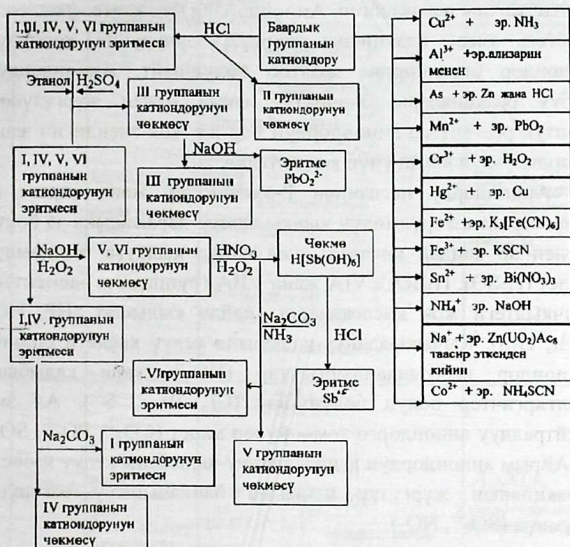 I,III, IV, V, VI группанын
катиондорунун эритмеси
HCl
Баардык группанын
катиондору
Этанол H₂SO₄
III группанын
катиондорунун
чөкмөсү
II группанын
катиондорунун
чөкмөсү
NaOH
I, IV, V, VI
группанын
катиондорунун
эритмеси
III группанын
катиондорунун
чөкмөсү
Эритме
PbO₂²⁻
NaOH
H₂O₂
V, VI группанын
катиондорунун
чөкмөсү
HNO₃
H₂O₂
Чөкмө
H[Sb(OH)₆]
I,IV. группанын
катиондорунун
эритмеси
Na₂CO₃
NH₃
HCl
VI группанын
катиондорунун
эритмеси
Эритме
Sb⁺⁵
Na₂CO₃
I группанын
катиондорунун
эритмеси
V группанын
катиондорунун
чөкмөсү
IV группанын
катиондорунун
чөкмөсү
Cu²⁺ + эр. NH₃
Al³⁺ +эр.ализарин
менен
As +эр. Zn жана HCl
Mn²⁺ + эр. PbO₂
Cr³⁺ + эр. H₂O₂
Hg²⁺ + эр. Cu
Fe²⁺ +эр. K₃[Fe(CN)₆]
Fe³⁺ + эр. KSCN
Sn²⁺ + эр. Bi(NO₃)₃
NH₄⁺ эр. NaOH
Na⁺ + эр. Zn(UO₂)Ac₈
таасир эткенден
кийин
Co²⁺ + эр. NH₄SCN